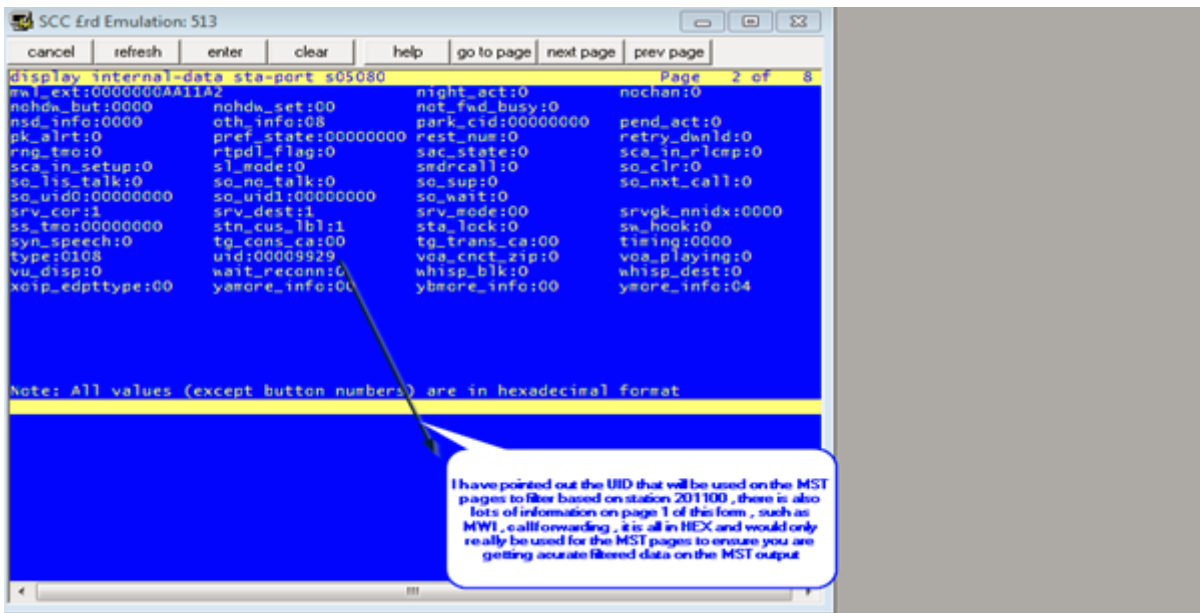 SCC £rd Emulation: 513
cancel refresh enter clear help go to page next page prev page
display internal-data sta-port s05080 Page 2 of 8
mwl_ext:0000000AA11A2 night_act:0 nochan:0
nohdw_but:0000 nohdw_set:00 not_fwd_busy:0
nsd_info:0000 oth_info:08 park_cid:00000000 pend_act:0
pk_alrt:0 pref_state:00000000 rest_num:0 retry_dwnld:0
rng_tmo:0 rtpdl_flag:0 sac_state:0 sca_in_rlcmp:0
sca_in_setup:0 sl_mode:0 smdrcall:0 so_clr:0
so_lis_talk:0 so_no_talk:0 so_sup:0 so_nxt_call:0
so_uid0:00000000 so_uid1:00000000 so_wait:0
srv_cor:1 srv_dest:1 srv_mode:00 srvgk_nnidx:0000
ss_tmo:00000000 stn_cus_lbl:1 sta_lock:0 sw_hook:0
syn_speech:0 tg_cons_ca:00 tg_trans_ca:00 timing:0000
type:0108 uid:00009929 voa_cnct_zip:0 voa_playing:0
vu_disp:0 wait_reconn:0 whisp_blk:0 whisp_dest:0
xoip_edpttype:00 yamore_info:00 ybmore_info:00 ymore_info:04
Note: All values (except button numbers) are in hexadecimal format
I have pointed out the UID that will be used on the MST
pages to filter based on station 201100 , there is also
lots of information on page 1 of this form , such as
MWI , callforwarding , it is all in HEX and would only
really be used for the MST pages to ensure you are
getting acurate filtered data on the MST output